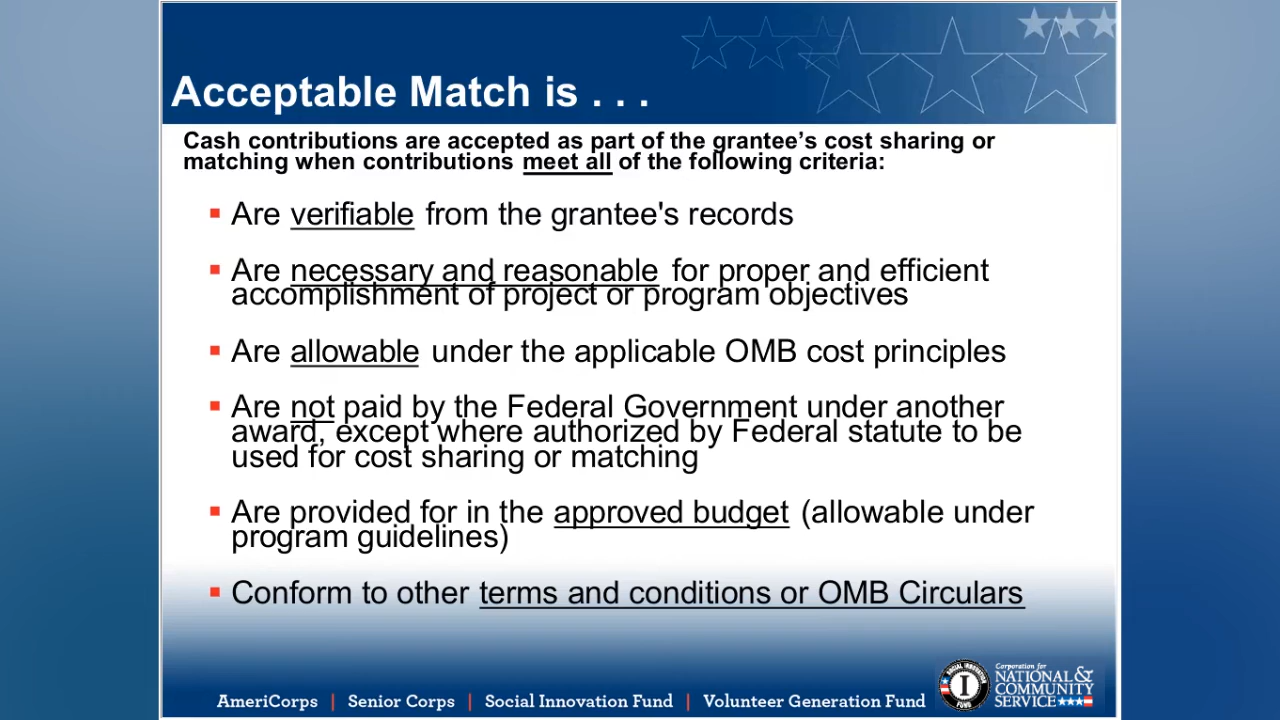 Acceptable Match is . . .
Cash contributions are accepted as part of the grantee's cost sharing or
matching when contributions meet all of the following criteria:
Are verifiable from the grantee's records
Are necessary and reasonable for proper and efficient
accomplishment of project or program objectives
Are allowable under the applicable OMB cost principles
Are not paid by the Federal Government under another
award, except where authorized by Federal statute to be
used for cost sharing or matching
Are provided for in the approved budget (allowable under
program guidelines)
Conform to other terms and conditions or OMB Circulars
AmeriCorps | Senior Corps | Social Innovation Fund | Volunteer Generation Fund
SOCIAL INNOVATION
I
FUND
Corporation for
NATIONAL &
COMMUNITY
SERVICE